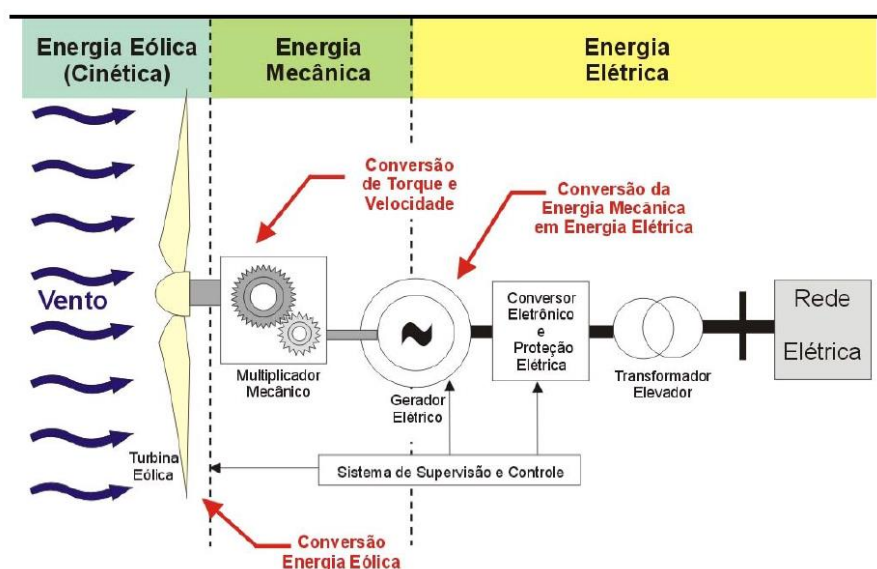 Energia Eólica
(Cinética)
Energia
Mecânica
Energia
Elétrica
Conversão
de Torque e
Velocidade
Conversão da
Energia Mecânica
em Energia Elétrica
Vento
Conversor
Eletrônico
e
Proteção
Elétrica
Rede
Elétrica
Multiplicador
Mecânico
Gerador
Elétrico
Transformador
Elevador
Turbina
Eólica
Sistema de Supervisão e Controle
Conversão
Energia Eólica